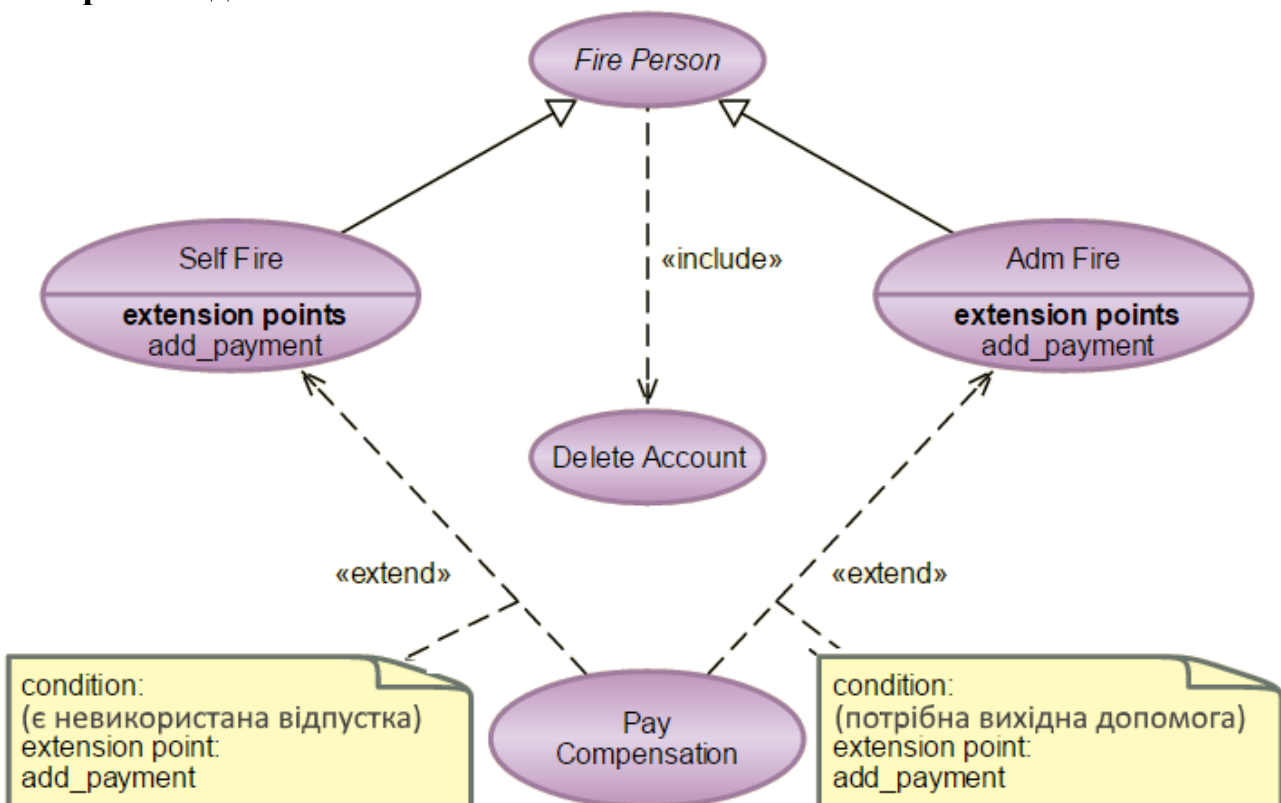 Fire Person
Self Fire
extension points
add_payment
«include»
Adm Fire
extension points
add_payment
Delete Account
«extend»
«extend»
condition:
(є невикористана відпустка)
extension point:
add_payment
Pay
Compensation
condition:
(потрібна вихідна допомога)
extension point:
add_payment